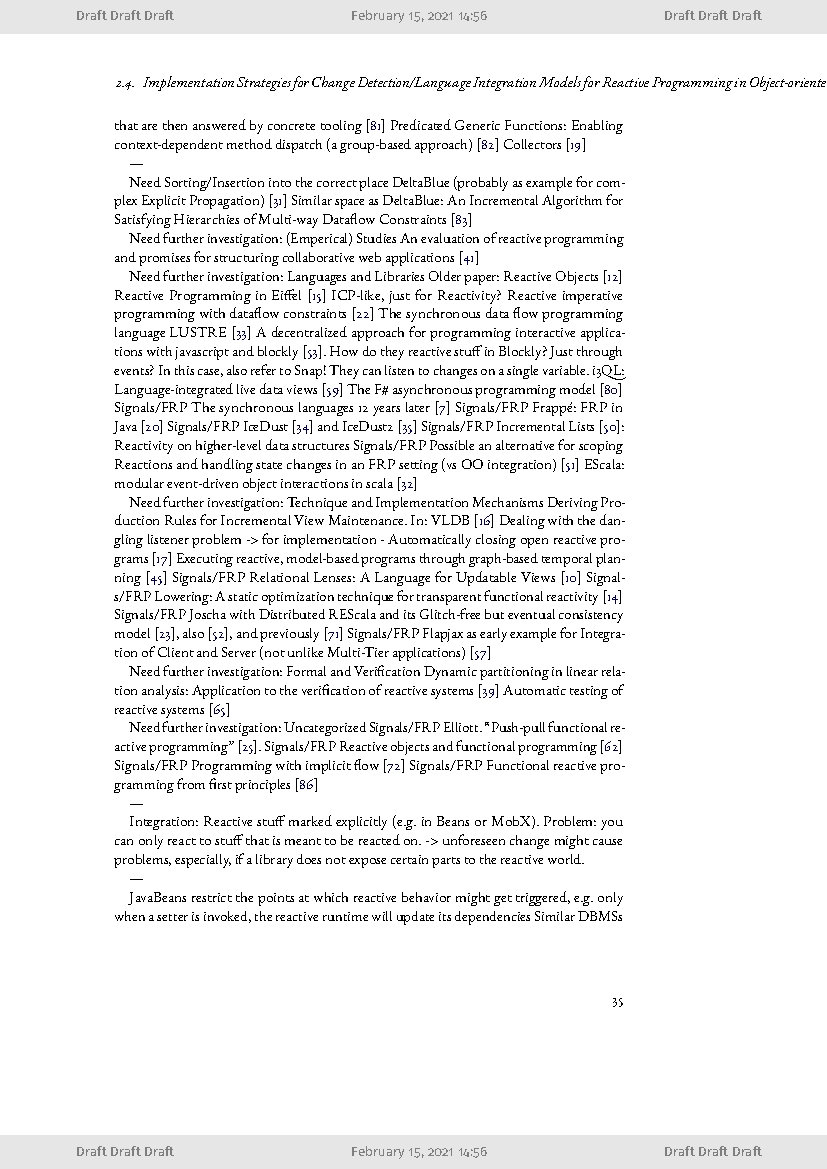 Draft Draft Draft February 15, 2021 14:56 Draft Draft Draft
2.4. Implementation Strategies for Change Detection/Language Integration Models for Reactive Programming in Object-oriente
that are then answered by concrete tooling [81] Predicated Generic Functions: Enabling
context-dependent method dispatch (a group-based approach) [82] Collectors [19]
—
Need Sorting/Insertion into the correct place DeltaBlue (probably as example for com-
plex Explicit Propagation) [31] Similar space as DeltaBlue: An Incremental Algorithm for
Satisfying Hierarchies of Multi-way Dataflow Constraints [83]
Need further investigation: (Emperical) Studies An evaluation of reactive programming
and promises for structuring collaborative web applications [41]
Need further investigation: Languages and Libraries Older paper: Reactive Objects [12]
Reactive Programming in Eiffel [15] ICP-like, just for Reactivity? Reactive imperative
programming with dataflow constraints [22] The synchronous data flow programming
language LUSTRE [33] A decentralized approach for programming interactive applica-
tions with javascript and blockly [53]. How do they reactive stuff in Blockly? Just through
events? In this case, also refer to Snap! They can listen to changes on a single variable. i3QL:
Language-integrated live data views [59] The F# asynchronous programming model [80]
Signals/FRP The synchronous languages 12 years later [7] Signals/FRP Frappé: FRP in
Java [20] Signals/FRP IceDust [34] and IceDust2 [35] Signals/FRP Incremental Lists [50]:
Reactivity on higher-level data structures Signals/FRP Possible an alternative for scoping
Reactions and handling state changes in an FRP setting (vs OO integration) [51] EScala:
modular event-driven object interactions in scala [32]
Need further investigation: Technique and Implementation Mechanisms Deriving Pro-
duction Rules for Incremental View Maintenance. In: VLDB [16] Dealing with the dan-
gling listener problem -> for implementation - Automatically closing open reactive pro-
grams [17] Executing reactive, model-based programs through graph-based temporal plan-
ning [45] Signals/FRP Relational Lenses: A Language for Updatable Views [10] Signal-
s/FRP Lowering: A static optimization technique for transparent functional reactivity [14]
Signals/FRP Joscha with Distributed REScala and its Glitch-free but eventual consistency
model [23], also [52], and previously [71] Signals/FRP Flapjax as early example for Integra-
tion of Client and Server (not unlike Multi-Tier applications) [57]
Need further investigation: Formal and Verification Dynamic partitioning in linear rela-
tion analysis: Application to the verification of reactive systems [39] Automatic testing of
reactive systems [65]
Need further investigation: Uncategorized Signals/FRP Elliott. "Push-pull functional re-
active programming” [25]. Signals/FRP Reactive objects and functional programming [62]
Signals/FRP Programming with implicit flow [72] Signals/FRP Functional reactive pro-
gramming from first principles [86]
—
Integration: Reactive stuff marked explicitly (e.g. in Beans or MobX). Problem: you
can only react to stuff that is meant to be reacted on. -> unforeseen change might cause
problems, especially, if a library does not expose certain parts to the reactive world.
—
JavaBeans restrict the points at which reactive behavior might get triggered, e.g. only
when a setter is invoked, the reactive runtime will update its dependencies Similar DBMSs
35
Draft Draft Draft February 15, 2021 14:56 Draft Draft Draft